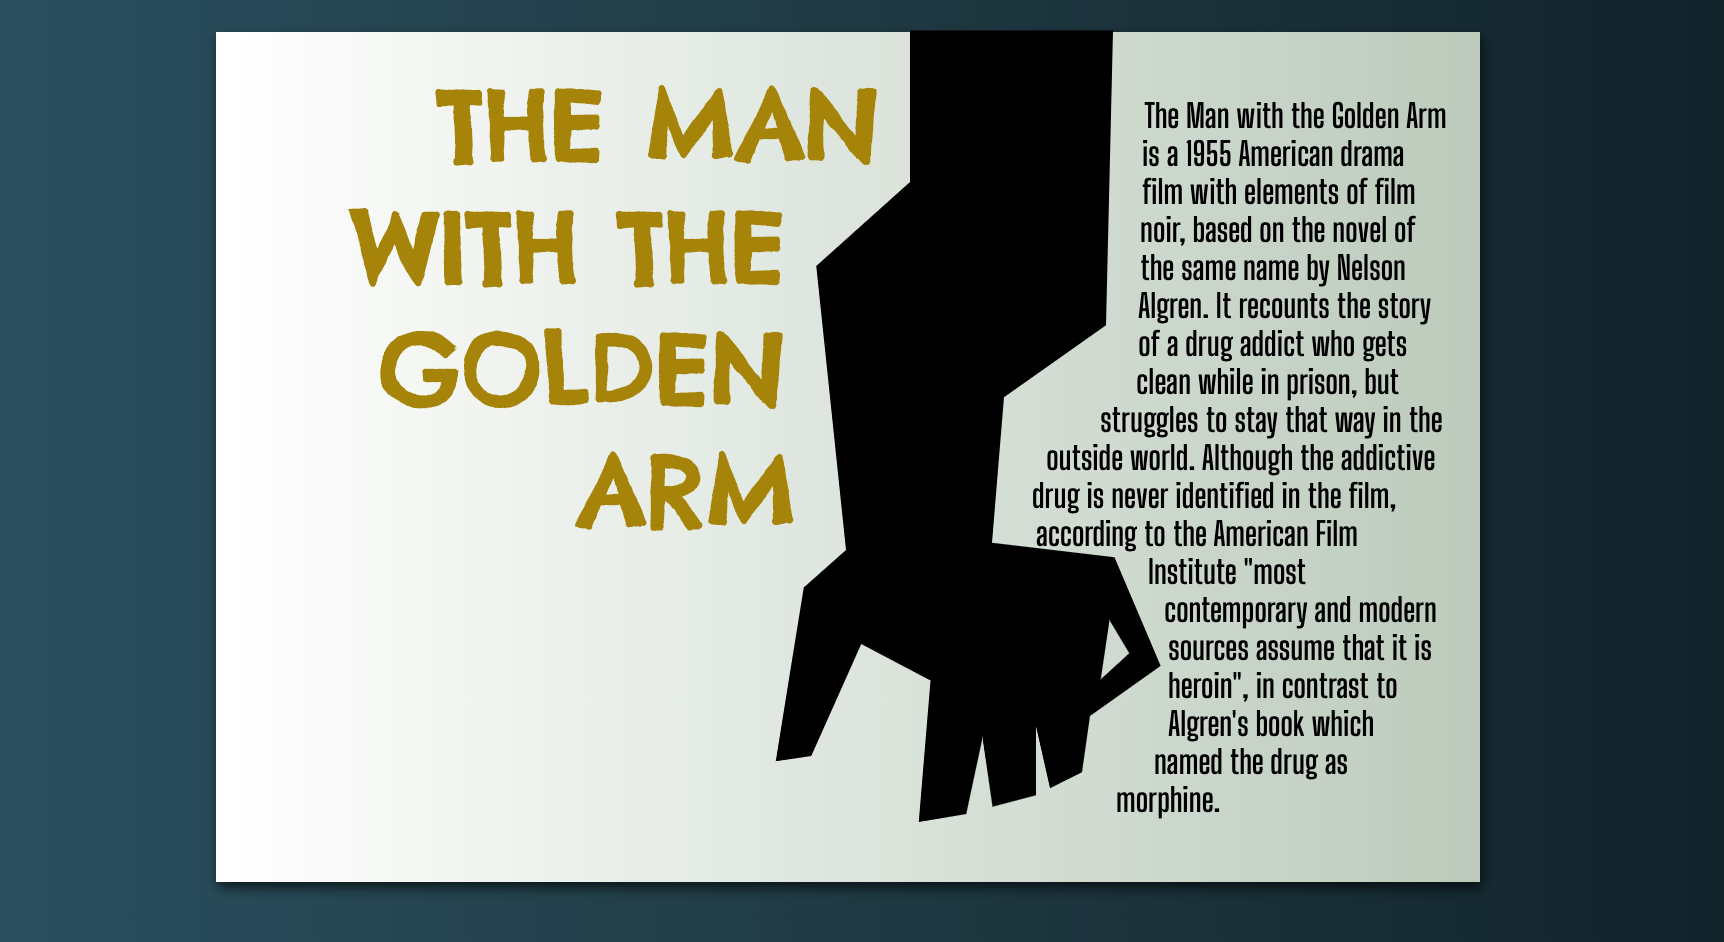 THE MAN
WITH THE
GOLDEN
ARM
The Man with the Golden Arm
is a 1955 American drama
film with elements of film
noir, based on the novel of
the same name by Nelson
Algren. It recounts the story
of a drug addict who gets
clean while in prison, but
struggles to stay that way in the
outside world. Although the addictive
drug is never identified in the film,
according to the American Film
Institute "most
contemporary and modern
sources assume that it is
heroin", in contrast to
Algren's book which
named the drug as
morphine.